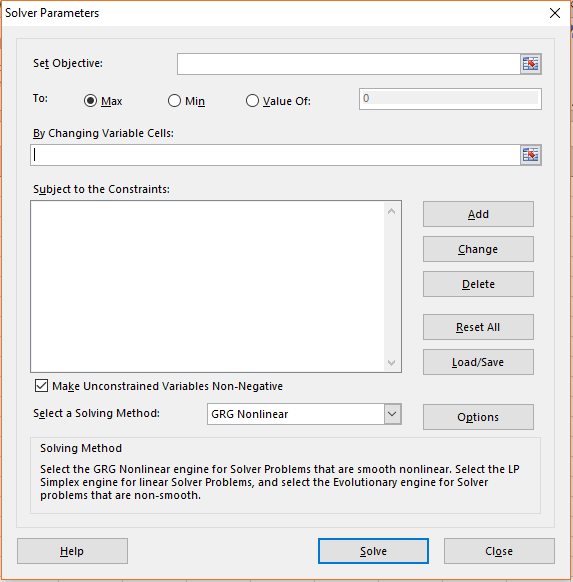 Solver Parameters
Set Objective:
To: Max Min Value Of: 0
By Changing Variable Cells:
Subject to the Constraints:
Add
Change
Delete
Reset All
Load/Save
Make Unconstrained Variables Non-Negative
Select a Solving Method: GRG Nonlinear Options
Solving Method
Select the GRG Nonlinear engine for Solver Problems that are smooth nonlinear. Select the LP
Simplex engine for linear Solver Problems, and select the Evolutionary engine for Solver
problems that are non-smooth.
Help Solve Close